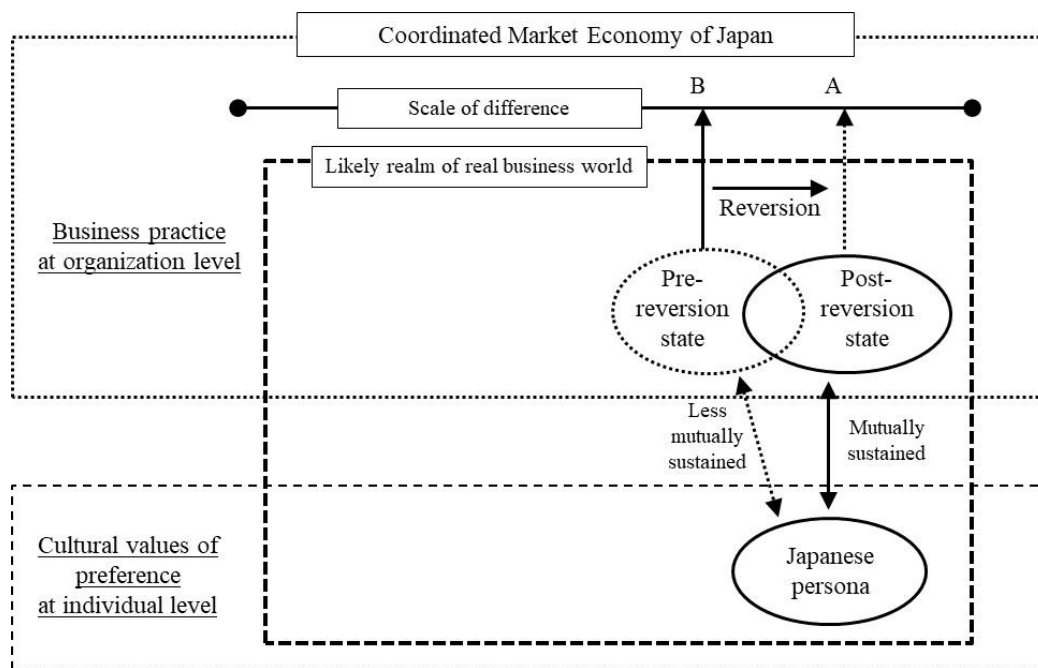 Coordinated Market Economy of Japan
B
A
Scale of difference
Likely realm of real business world
Reversion
Business practice
at organization level
Pre-
reversion
state
Post-
reversion
state
Less
mutually
sustained
Mutually
sustained
Cultural values of
preference
at individual level
Japanese
persona